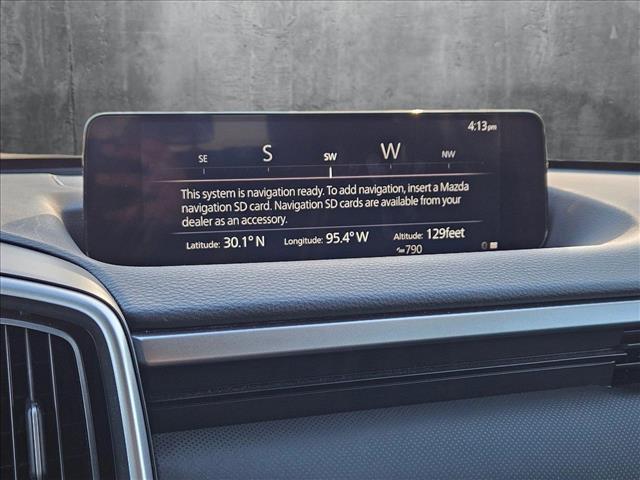 4:13pm
SE S SW W NW
This system is navigation ready. To add navigation, insert a Mazda
navigation SD card. Navigation SD cards are available from your
dealer as an accessory.
Latitude: 30.1° N Longitude: 95.4° W Altitude: 129feet
790